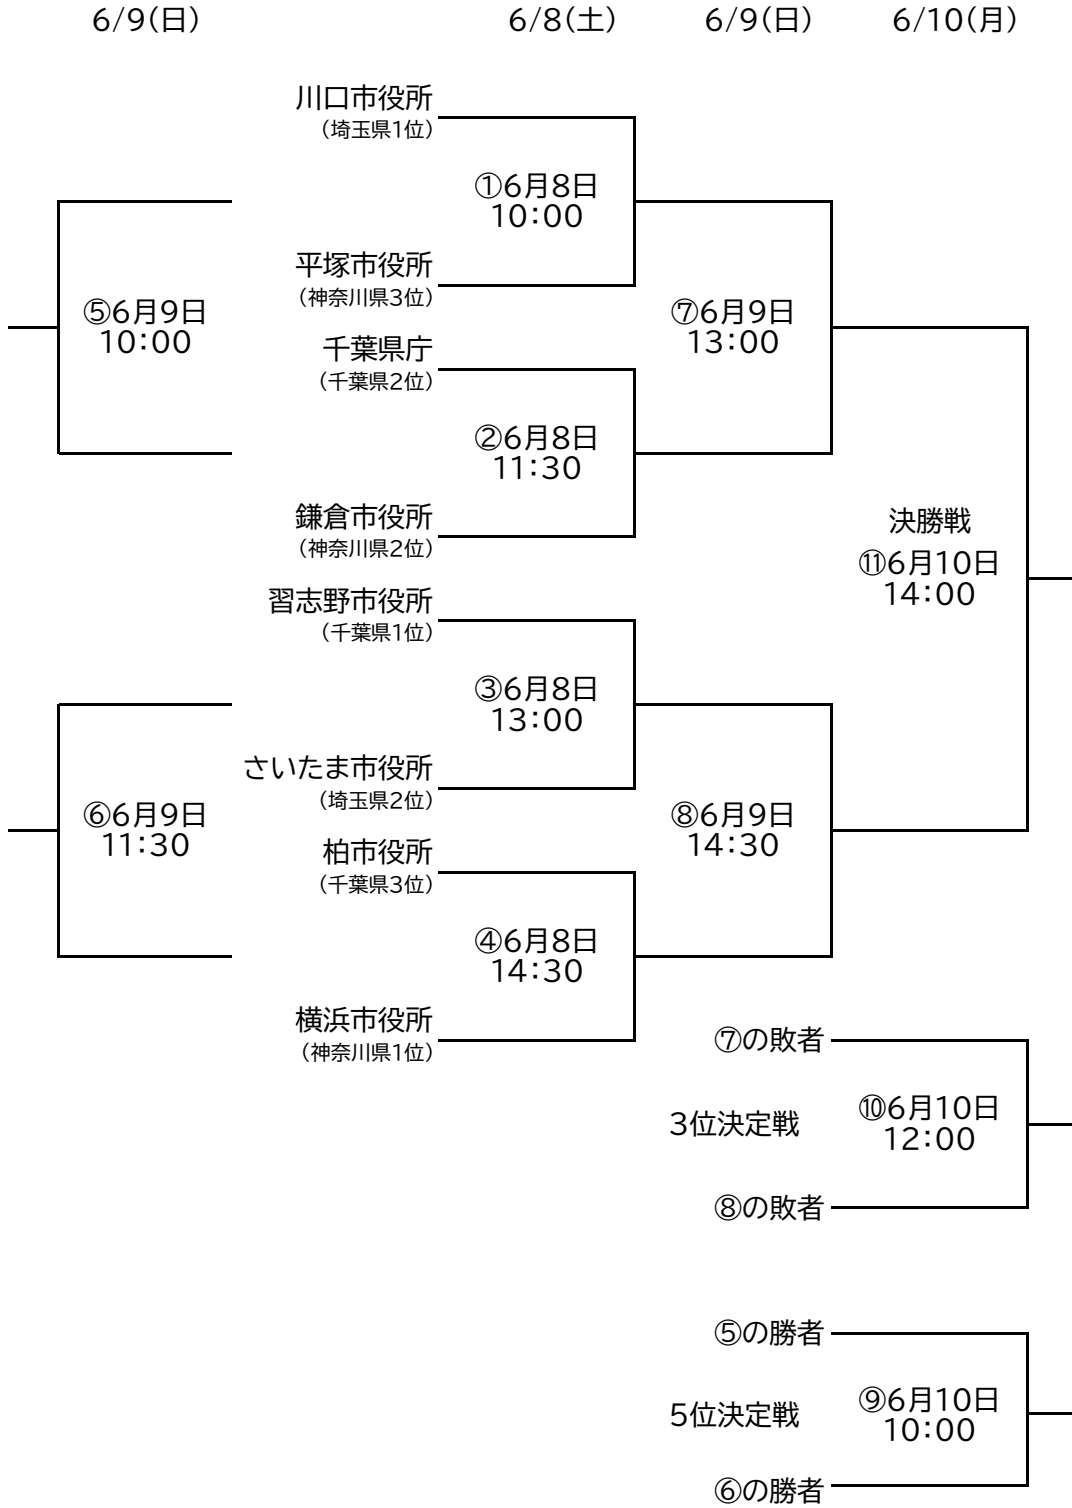 6/9(日) 6/8(土) 6/9(日) 6/10(月)
川口市役所
(埼玉県1位)
①6月8日
10:00
平塚市役所
(神奈川県3位)
⑤6月9日
10:00
⑦6月9日
13:00
千葉県庁
(千葉県2位)
②6月8日
11:30
鎌倉市役所
(神奈川県2位)
決勝戦
⑪6月10日
14:00
習志野市役所
(千葉県1位)
③6月8日
13:00
さいたま市役所
(埼玉県2位)
⑥6月9日
11:30
⑧6月9日
14:30
柏市役所
(千葉県3位)
④6月8日
14:30
横浜市役所
(神奈川県1位)
⑦の敗者
3位決定戦
⑩6月10日
12:00
⑧の敗者
⑤の勝者
5位決定戦
⑨6月10日
10:00
⑥の勝者